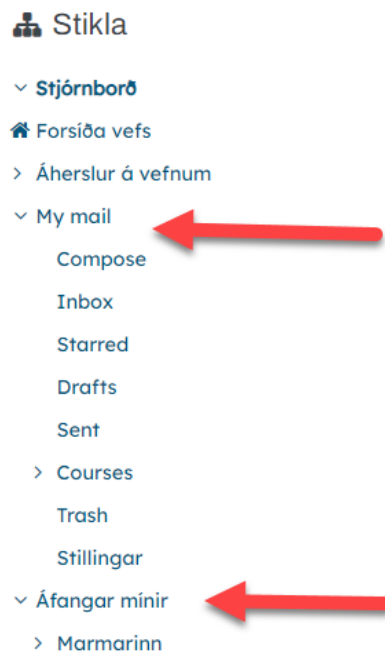 Stikla
Stjórnborð
Forsíða vefs
Áherslur á vefnum
My mail
Compose
Inbox
Starred
Drafts
Sent
Courses
Trash
Stillingar
Áfangar mínir
Marmarinn